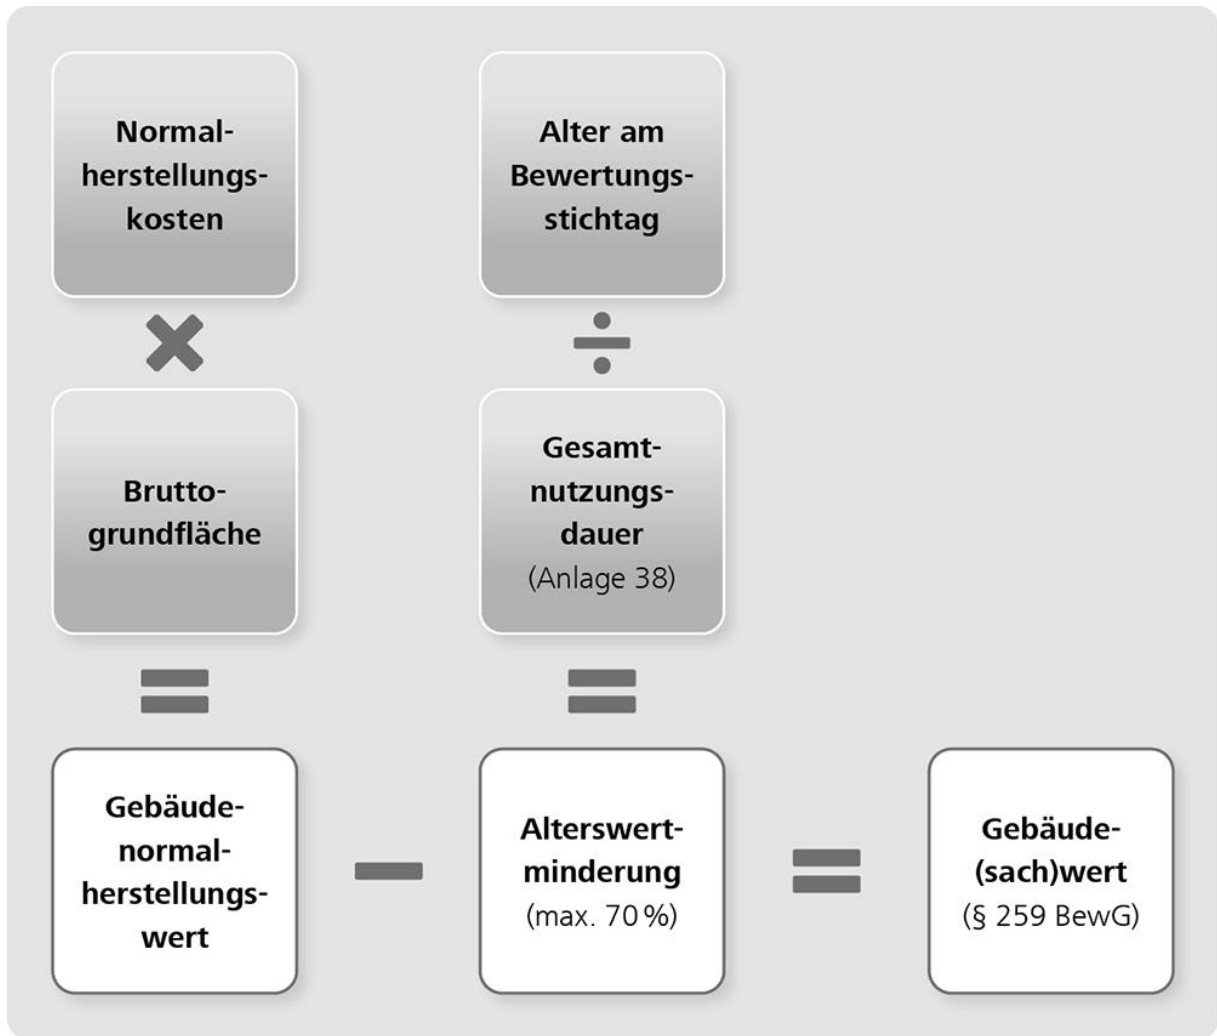 Normal-
herstellungs-
kosten
Alter am
Bewertungs-
stichtag
Brutto-
grundfläche
Gesamt-
nutzungs-
dauer
(Anlage 38)
Gebäude-
normal-
herstellungs-
wert
Alterswert-
minderung
(max. 70 %)
Gebäude-
(sach)wert
(§ 259 BewG)